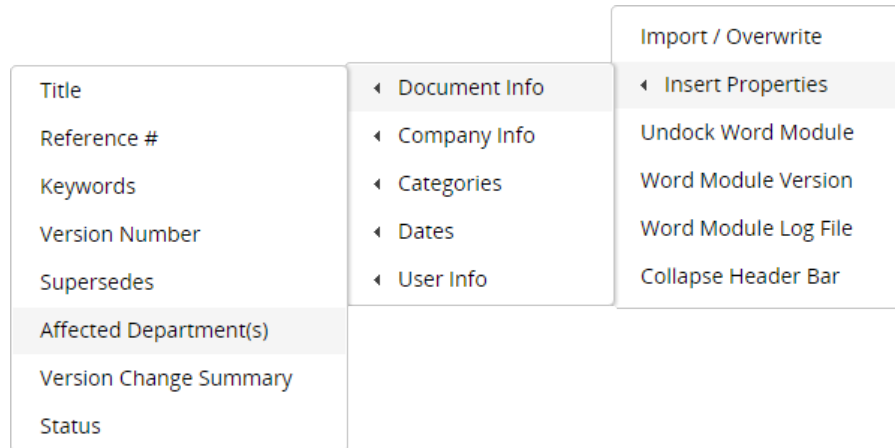 Title
Reference #
Keywords
Version Number
Supersedes
Affected Department(s)
Version Change Summary
Status
Document Info
Company Info
Categories
Dates
User Info
Import / Overwrite
Insert Properties
Undock Word Module
Word Module Version
Word Module Log File
Collapse Header Bar